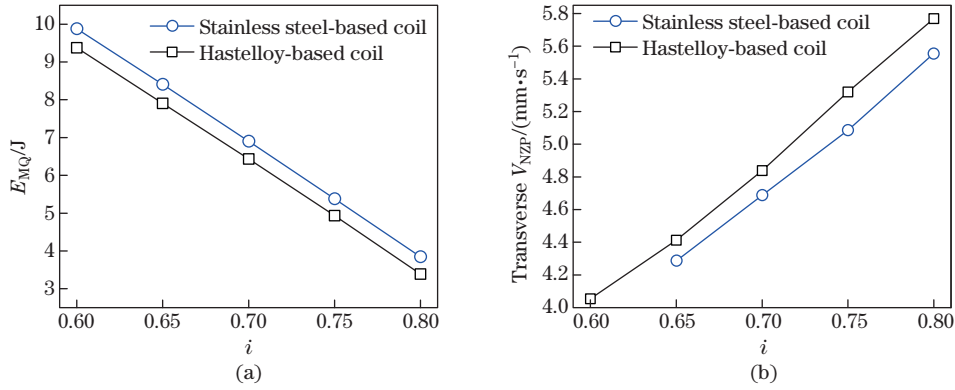 10
9
8
7
6
5
4
3
E_MQ/J
Stainless steel-based coil
Hastelloy-based coil
0.60 0.65 0.70 0.75 0.80
i
(a)
5.8
5.6
5.4
5.2
5.0
4.8
4.6
4.4
4.2
4.0
Transverse V_NZP/(mm•s⁻¹)
Stainless steel-based coil
Hastelloy-based coil
0.60 0.65 0.70 0.75 0.80
i
(b)